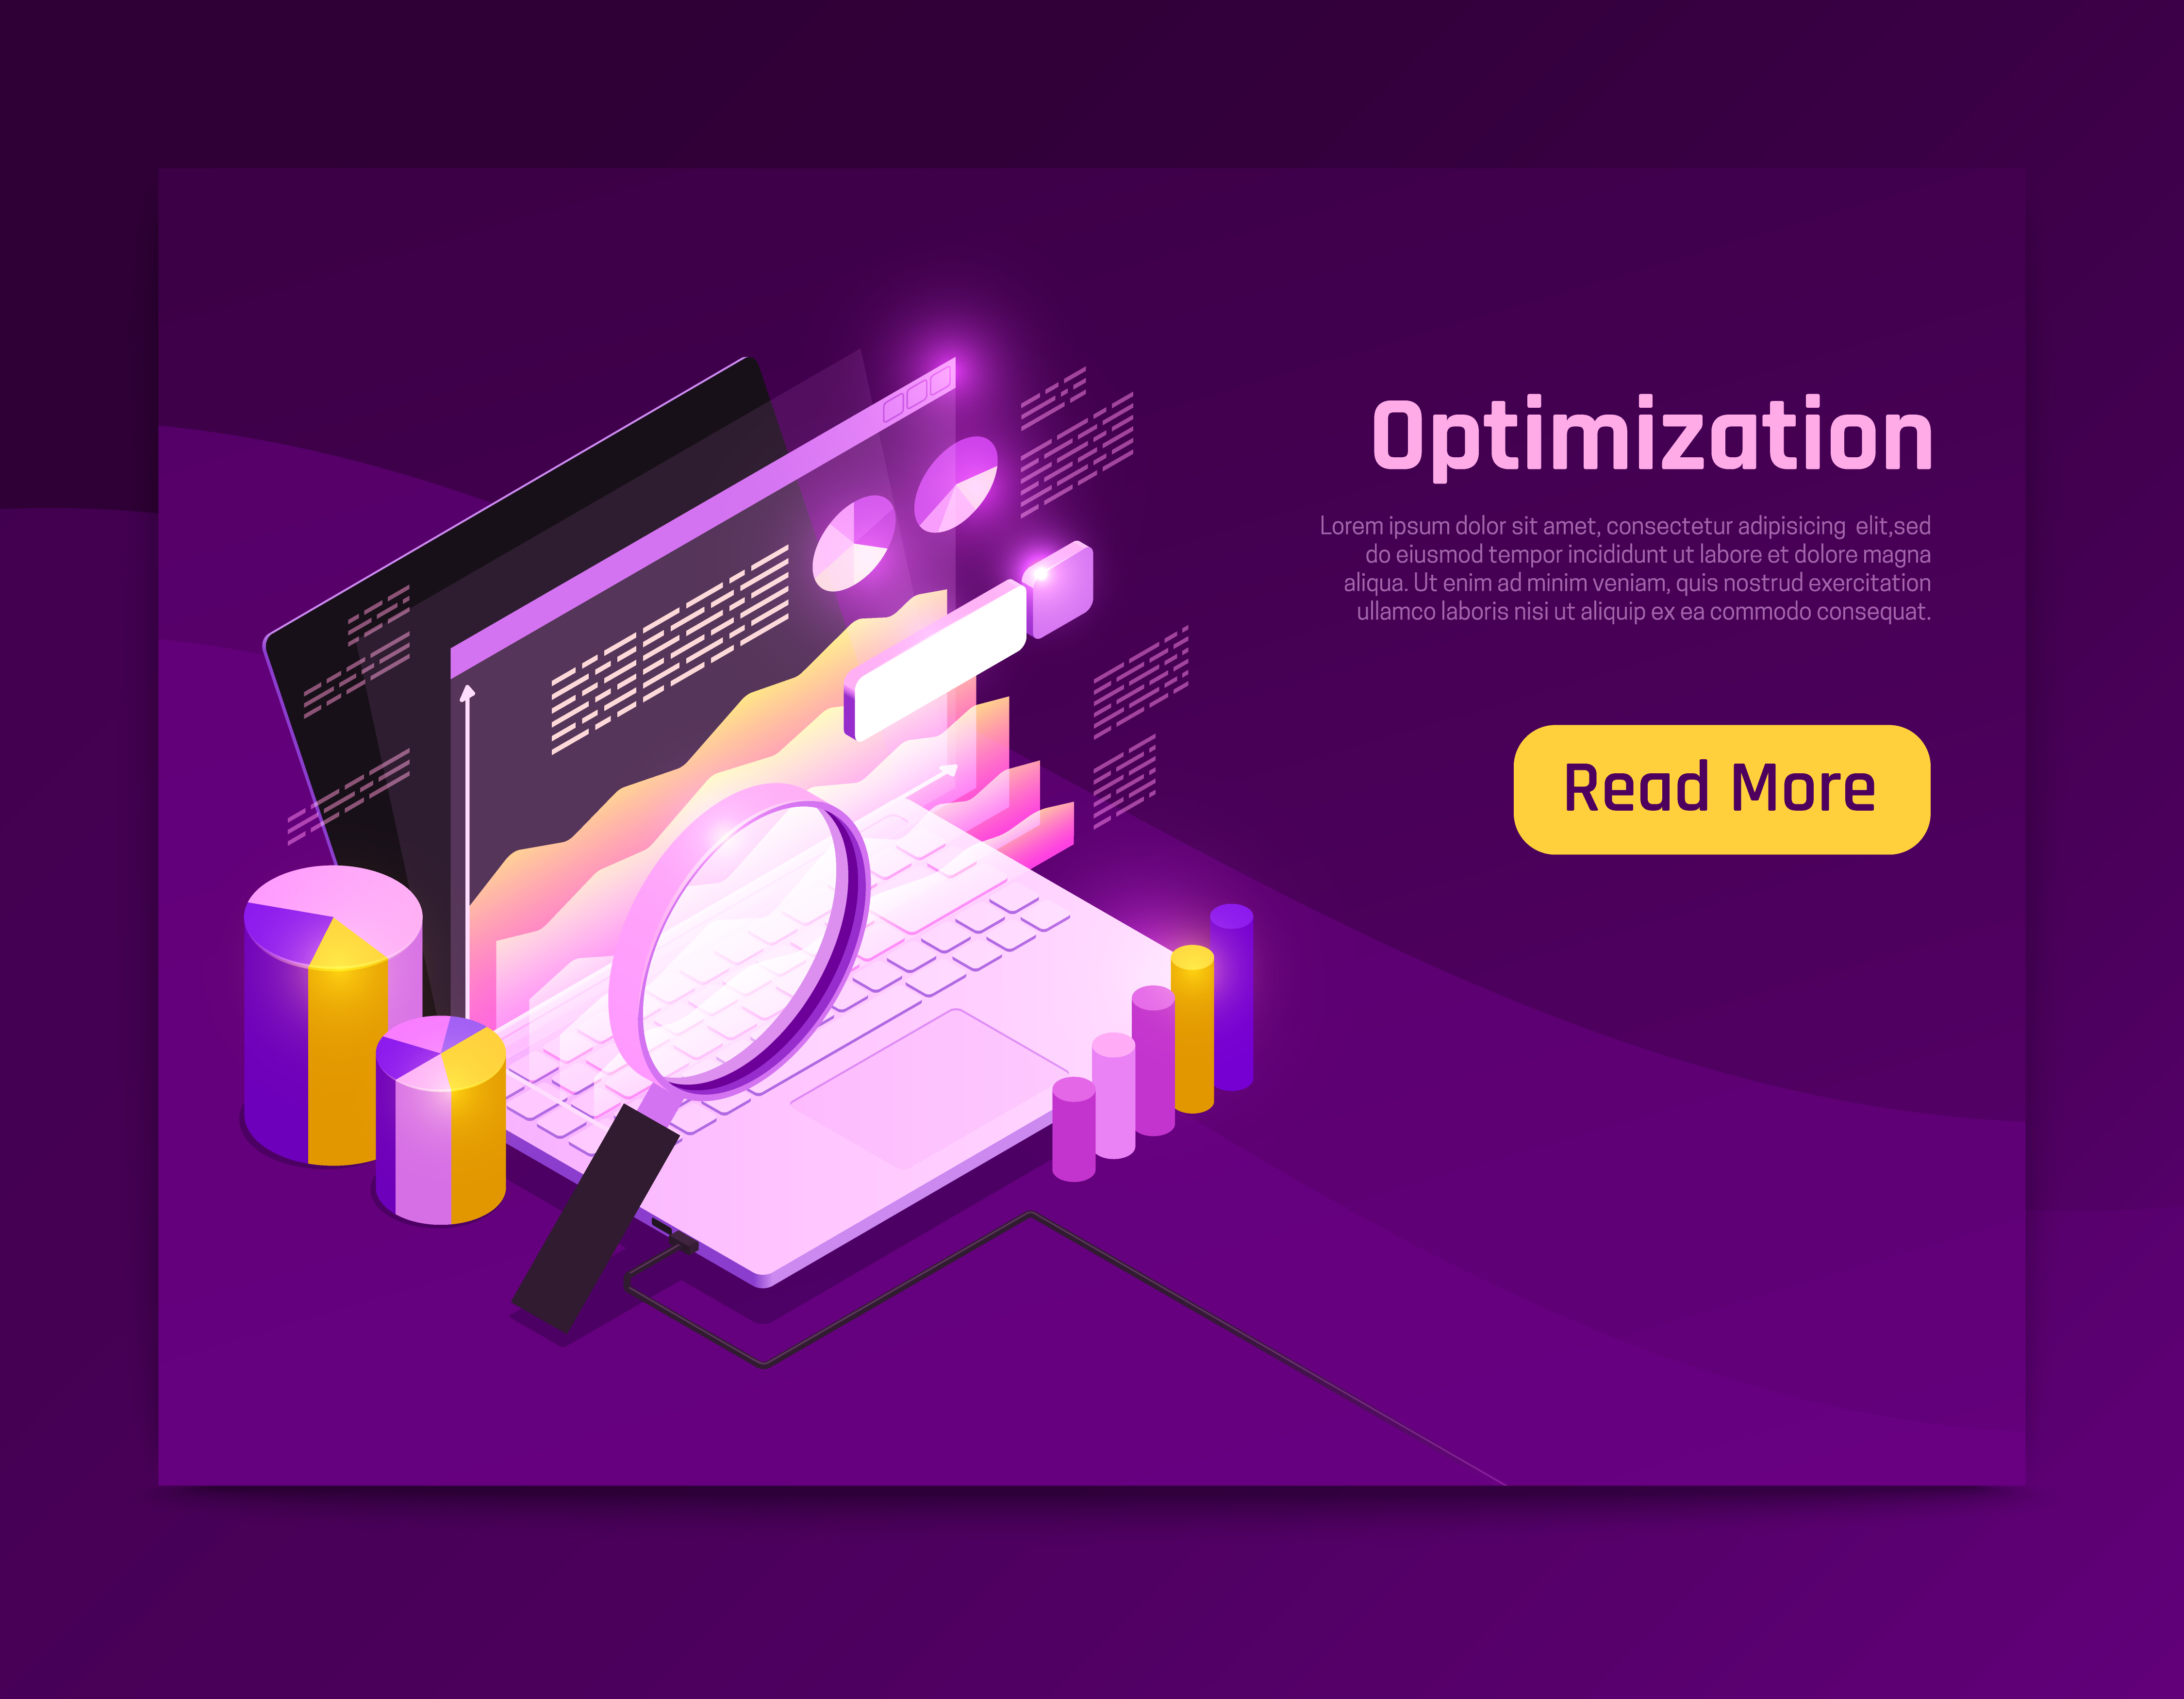 Optimization
Lorem ipsum dolor sit amet, consectetur adipisicing  elit,sed
do eiusmod tempor incididunt ut labore et dolore magna
aliqua. Ut enim ad minim veniam, quis nostrud exercitation
ullamco laboris nisi ut aliquip ex ea commodo consequat.
Read More